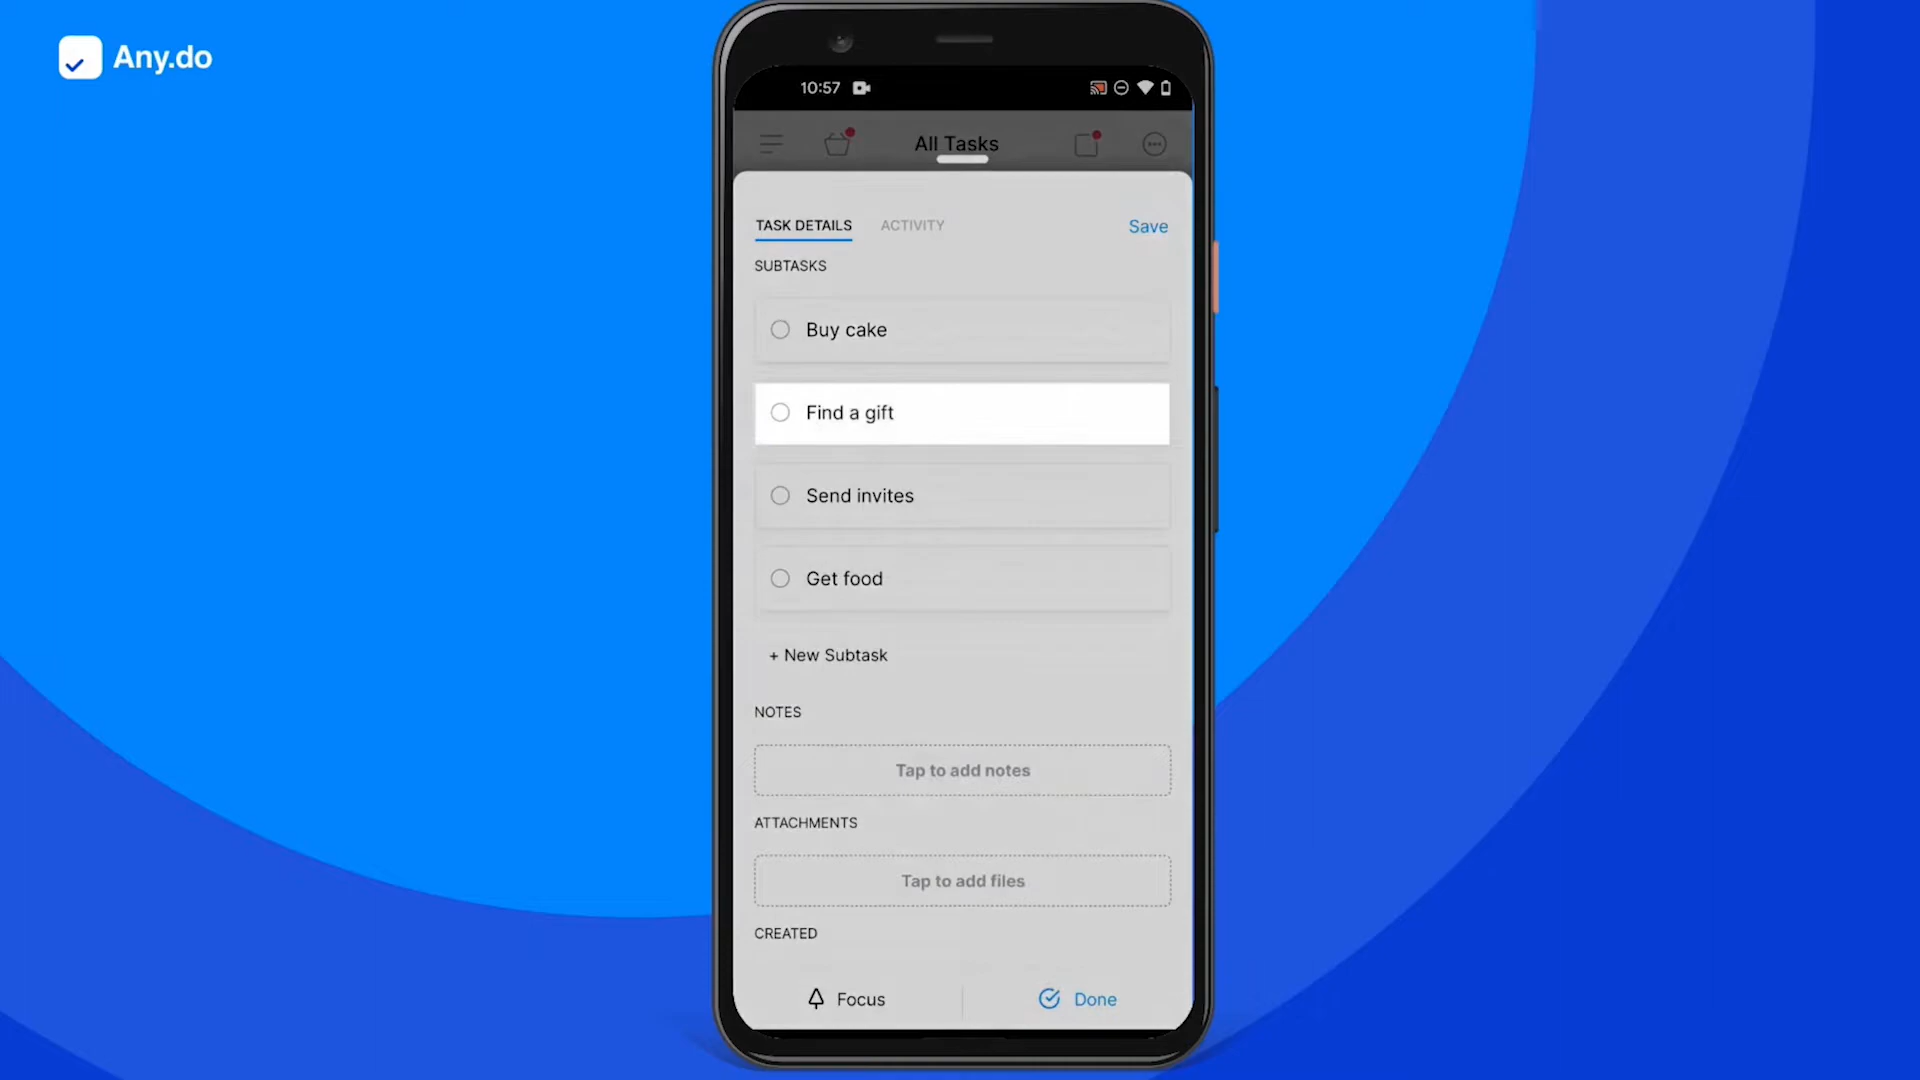 Any.do
10:57
All Tasks
TASK DETAILS
ACTIVITY
Save
SUBTASKS
Buy cake
Find a gift
Send invites
Get food
+ New Subtask
NOTES
Tap to add notes
ATTACHMENTS
Tap to add files
CREATED
Focus
Done